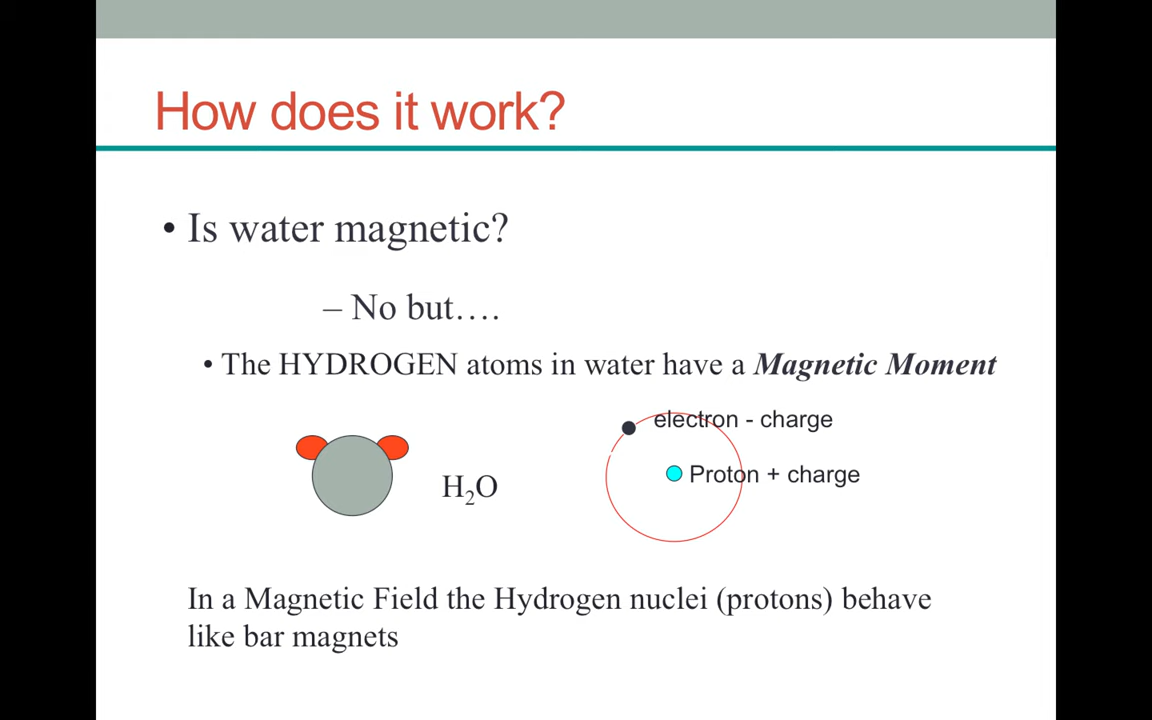 How does it work?
• Is water magnetic?
– No but….
• The HYDROGEN atoms in water have a Magnetic Moment
electron - charge
Proton + charge
H₂O
In a Magnetic Field the Hydrogen nuclei (protons) behave
like bar magnets